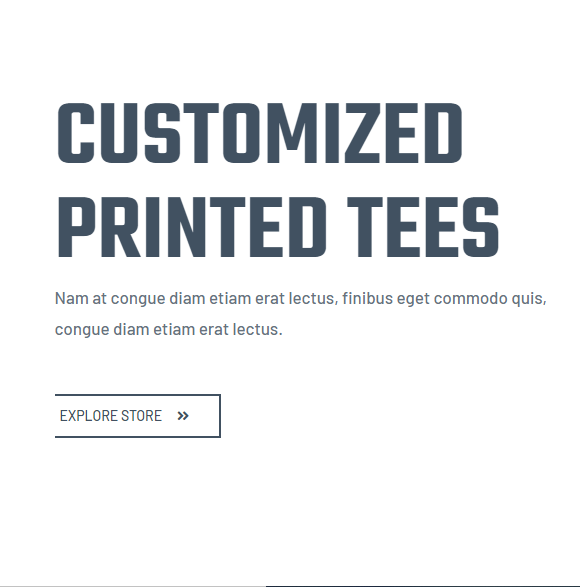 CUSTOMIZED
PRINTED TEES
Nam at congue diam etiam erat lectus, finibus eget commodo quis,
congue diam etiam erat lectus.
EXPLORE STORE »